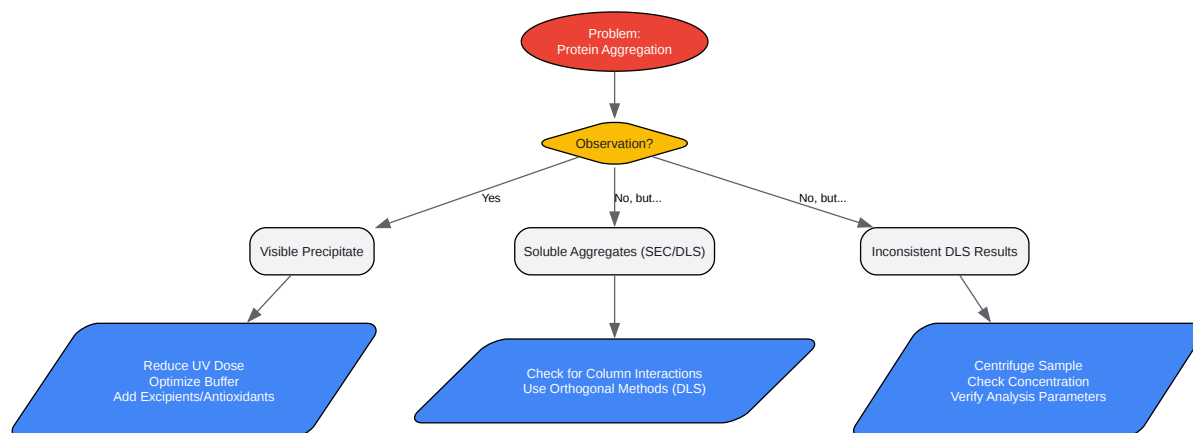 Problem:
Protein Aggregation
Observation?
Yes
No, but...
No, but...
Visible Precipitate
Soluble Aggregates (SEC/DLS)
Inconsistent DLS Results
Reduce UV Dose
Optimize Buffer
Add Excipients/Antioxidants
Check for Column Interactions
Use Orthogonal Methods (DLS)
Centrifuge Sample
Check Concentration
Verify Analysis Parameters